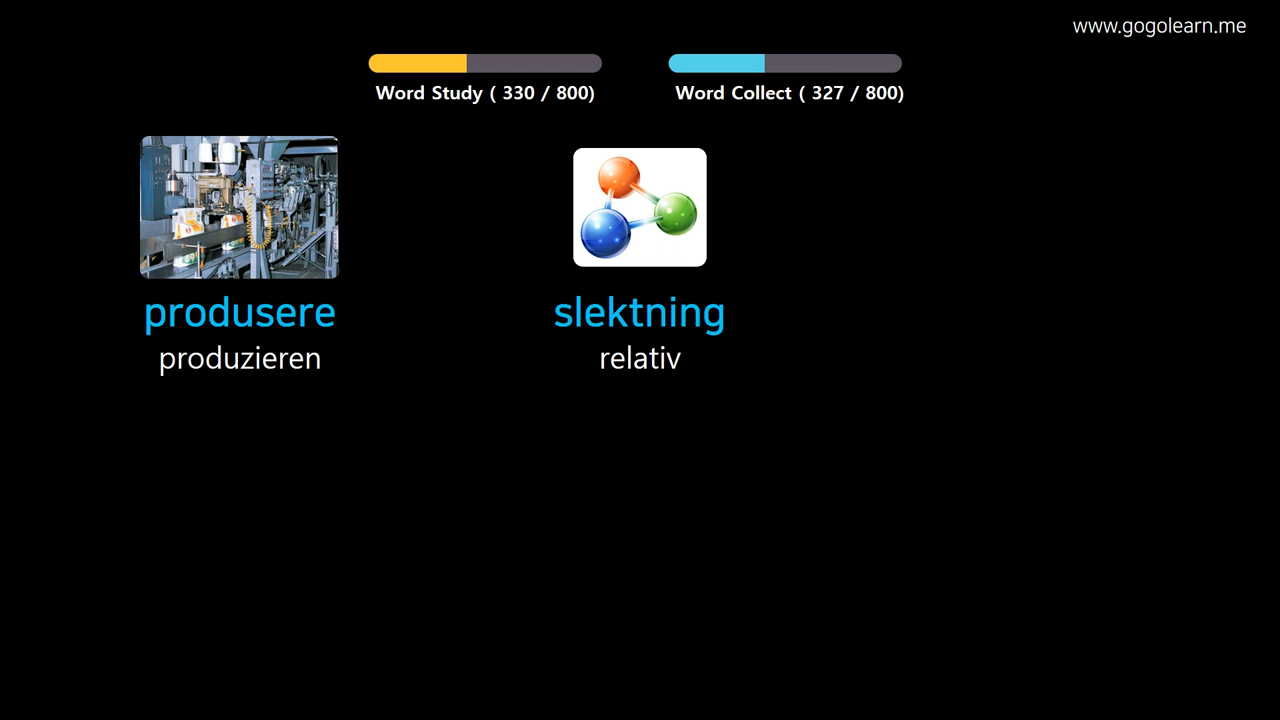 www.gogolearn.me
Word Study ( 330 / 800)
Word Collect ( 327 / 800)
produsere
slektning
produzieren
relativ